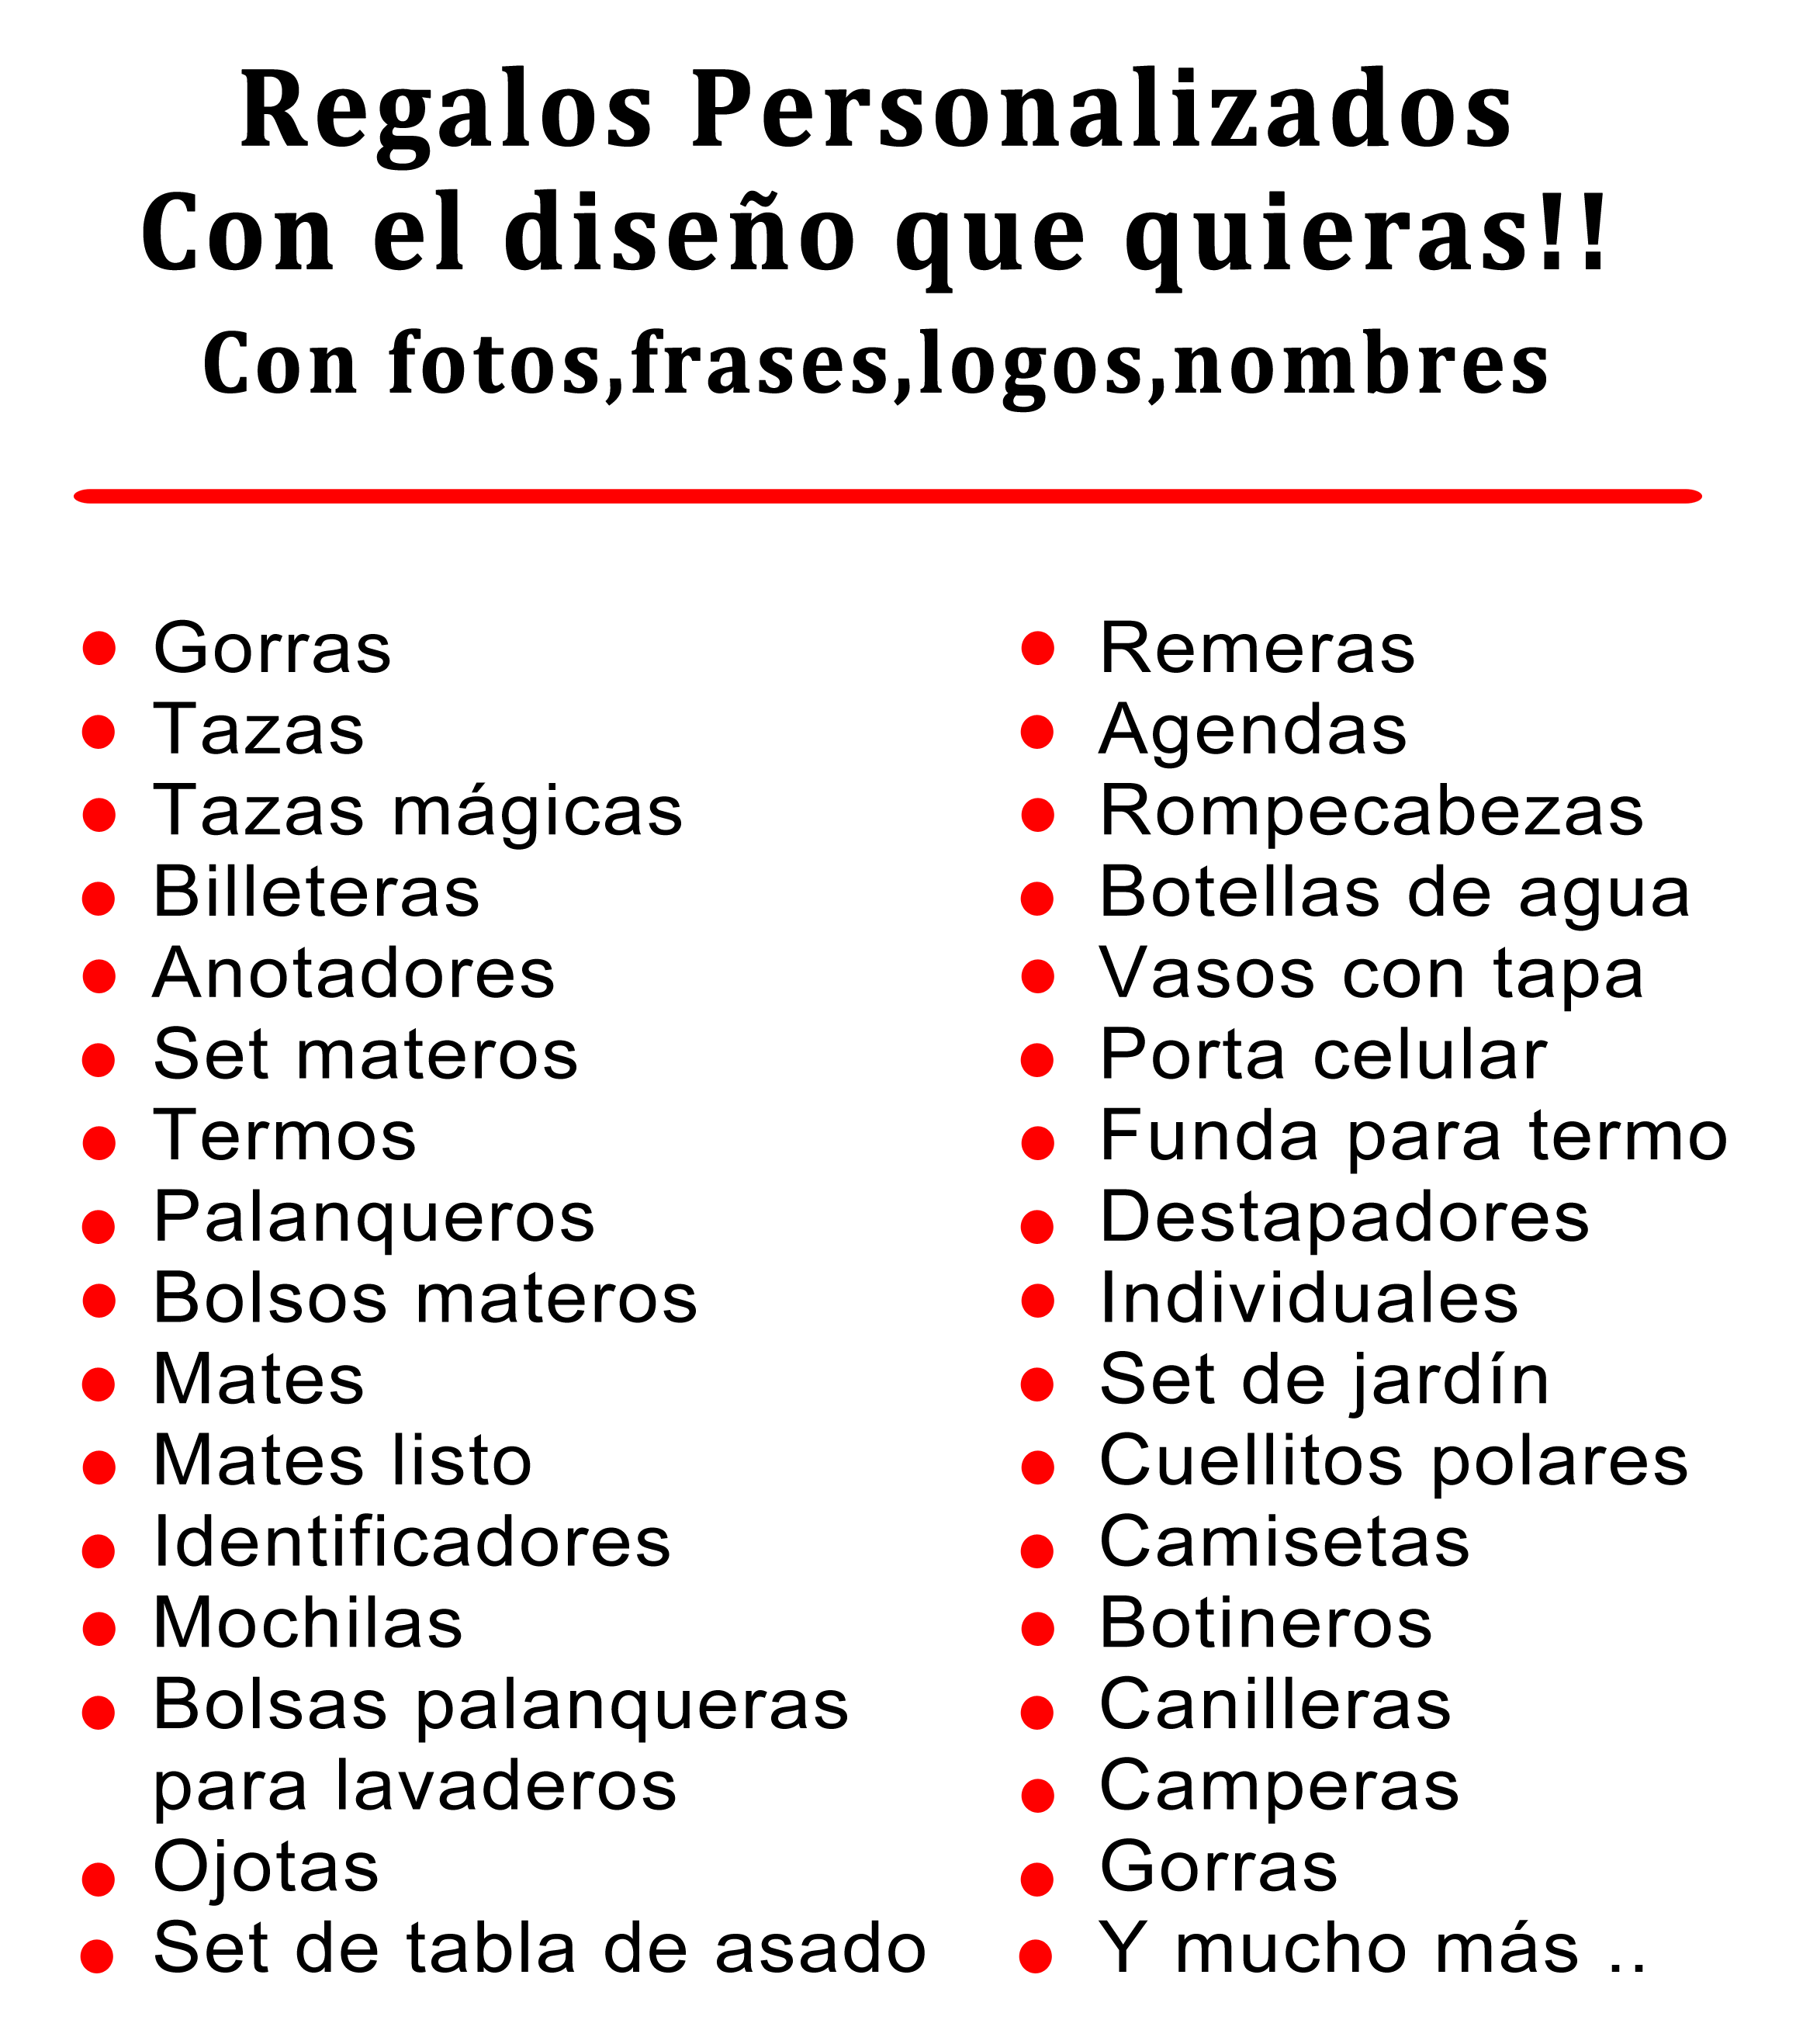 Regalos Personalizados
Con el diseño que quieras!!
Con fotos,frases,logos,nombres
Gorras
Tazas
Tazas mágicas
Billeteras
Anotadores
Set materos
Termos
Palanqueros
Bolsos materos
Mates
Mates listo
Identificadores
Mochilas
Bolsas palanqueras
para lavaderos
Ojotas
Set de tabla de asado
Remeras
Agendas
Rompecabezas
Botellas de agua
Vasos con tapa
Porta celular
Funda para termo
Destapadores
Individuales
Set de jardín
Cuellitos polares
Camisetas
Botineros
Canilleras
Camperas
Gorras
Y mucho más ..